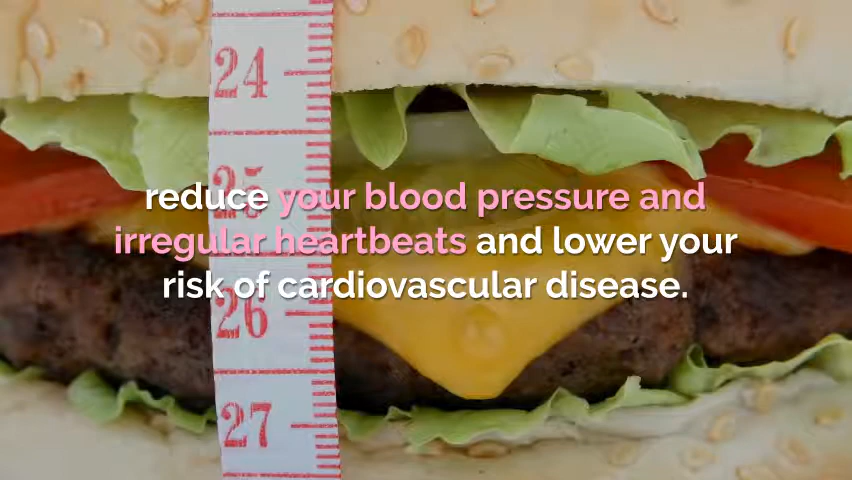 24
25
reduce your blood pressure and
irregular heartbeats and lower your
risk of cardiovascular disease.
26
27